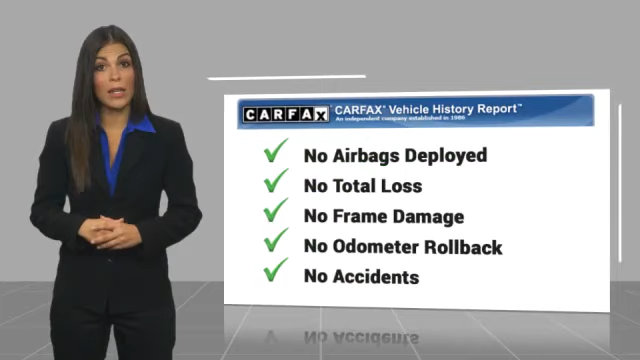 CARFAX CARFAX® Vehicle History Report™
An independent company established in 1986
No Airbags Deployed
No Total Loss
No Frame Damage
No Odometer Rollback
No Accidents